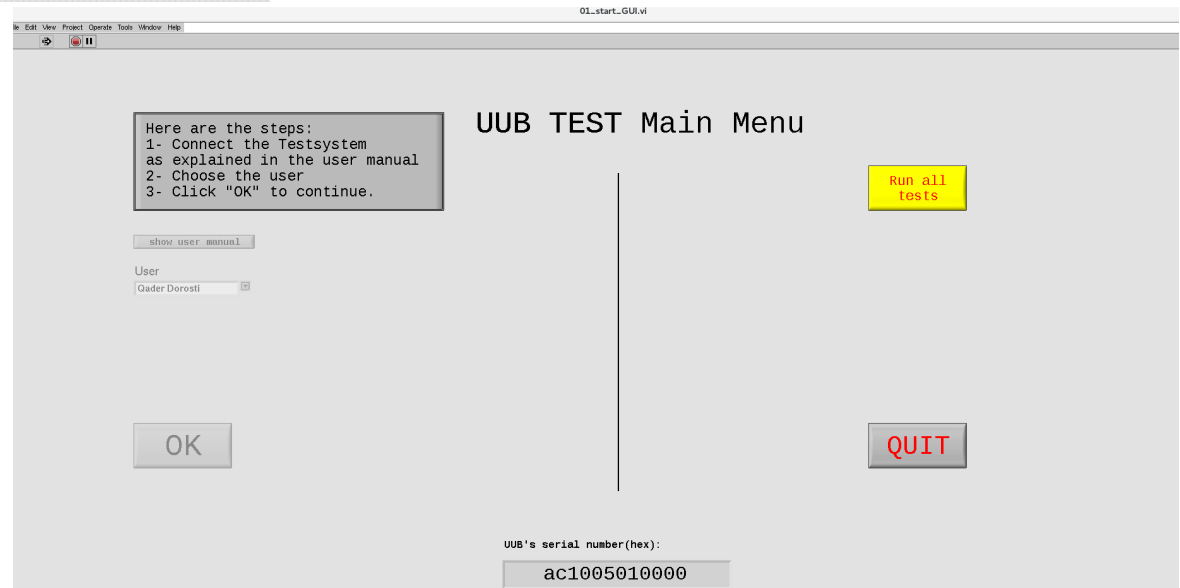 01_start_GUI.vi
le Edit View Project Operate Tools Window Help
UUB TEST Main Menu
Here are the steps:
1- Connect the Testsystem
as explained in the user manual
2- Choose the user
3- Click "OK" to continue.
Run all
tests
show user manual
User
Qader Dorosti
OK
QUIT
UUB's serial number(hex):
ac1005010000